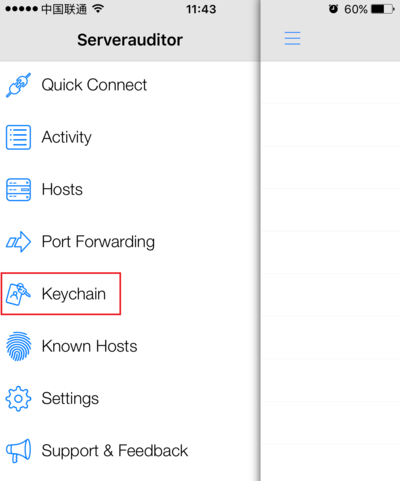 中国联通 11:43 60%
Serverauditor
Quick Connect
Activity
Hosts
Port Forwarding
Keychain
Known Hosts
Settings
Support & Feedback